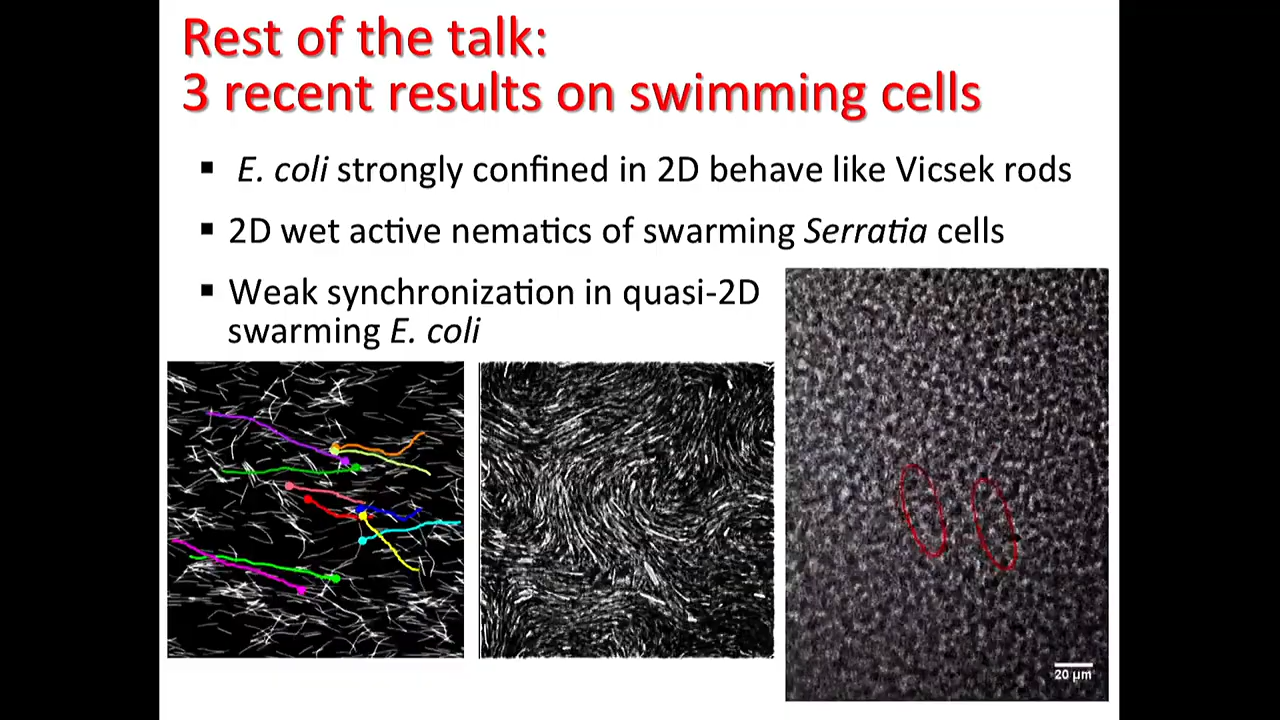 Rest of the talk:
3 recent results on swimming cells
▪ E. coli strongly confined in 2D behave like Vicsek rods
▪ 2D wet active nematics of swarming Serratia cells
▪ Weak synchronization in quasi-2D
swarming E. coli
20 µm